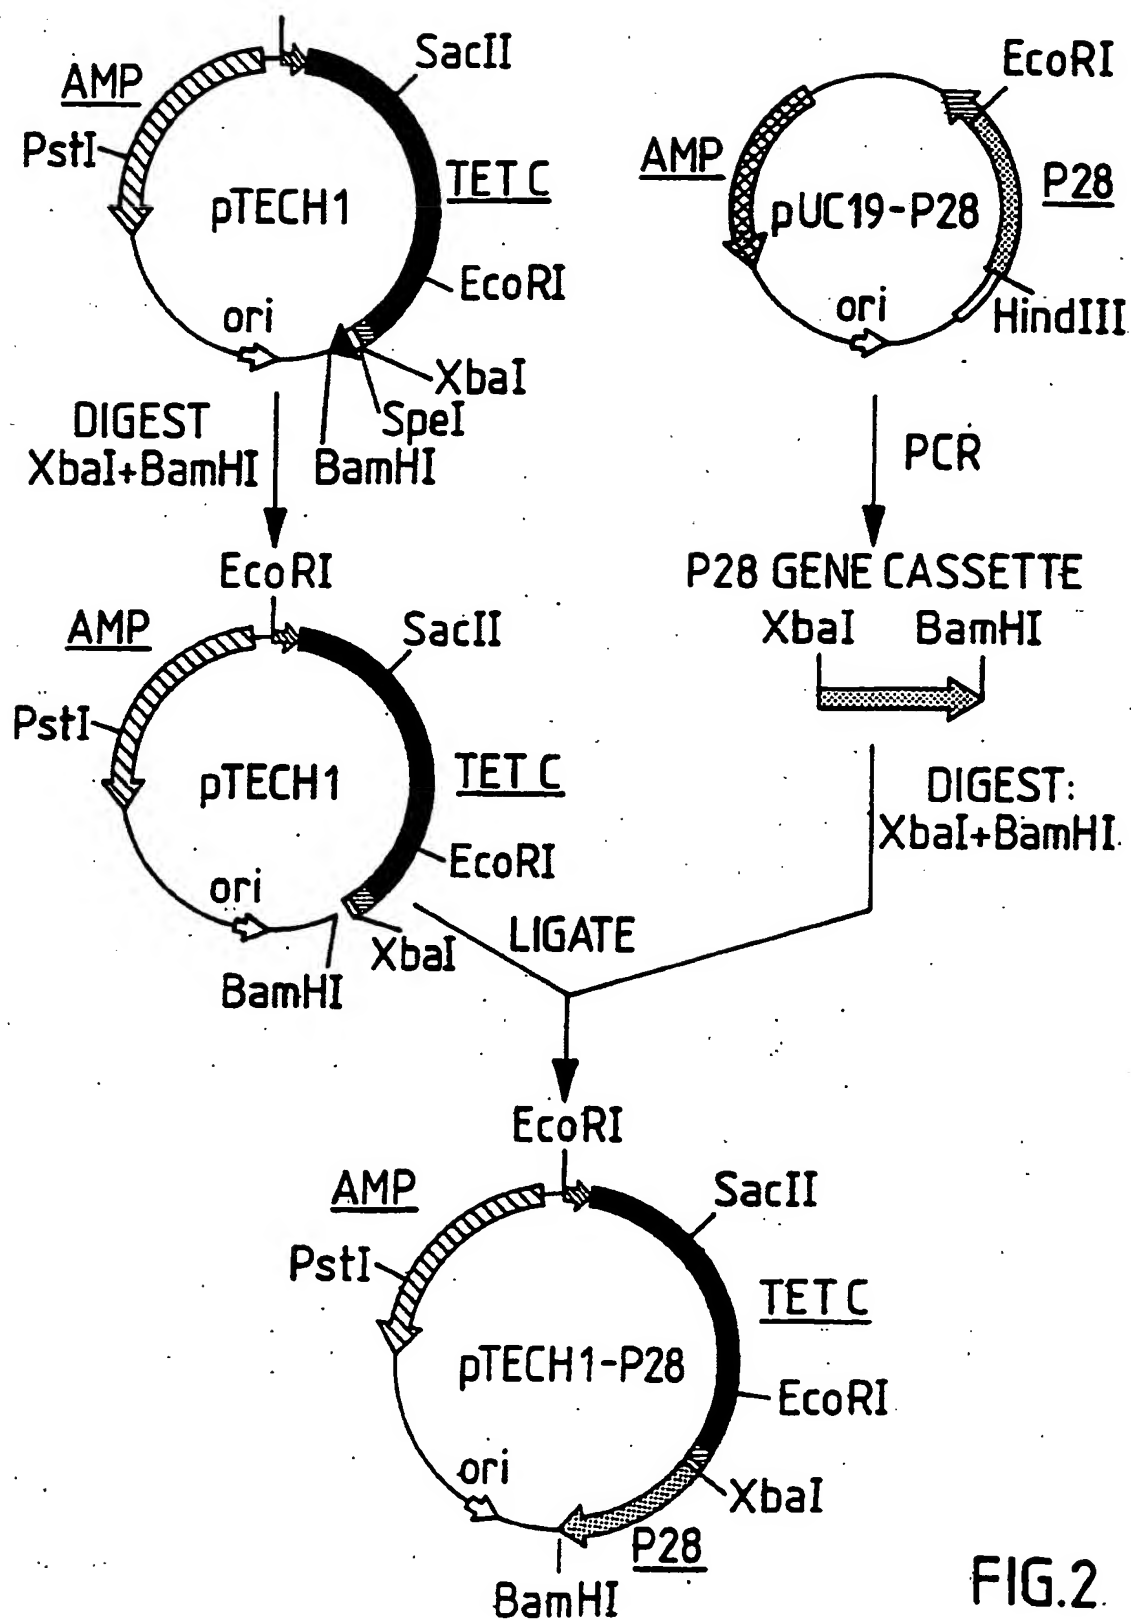 SacII
AMP
PstI
pTECH1
TET C
EcoRI
ori
XbaI
SpeI
BamHI
EcoRI
AMP
P28
pUC19-P28
ori
HindIII
DIGEST
XbaI+BamHI
PCR
P28 GENE CASSETTE
XbaI BamHI
DIGEST:
XbaI+BamHI
EcoRI
AMP
SacII
PstI
pTECH1
TET C
EcoRI
ori
XbaI
BamHI
LIGATE
EcoRI
AMP
SacII
PstI
TET C
pTECH1-P28
EcoRI
ori
XbaI
P28
BamHI
FIG.2